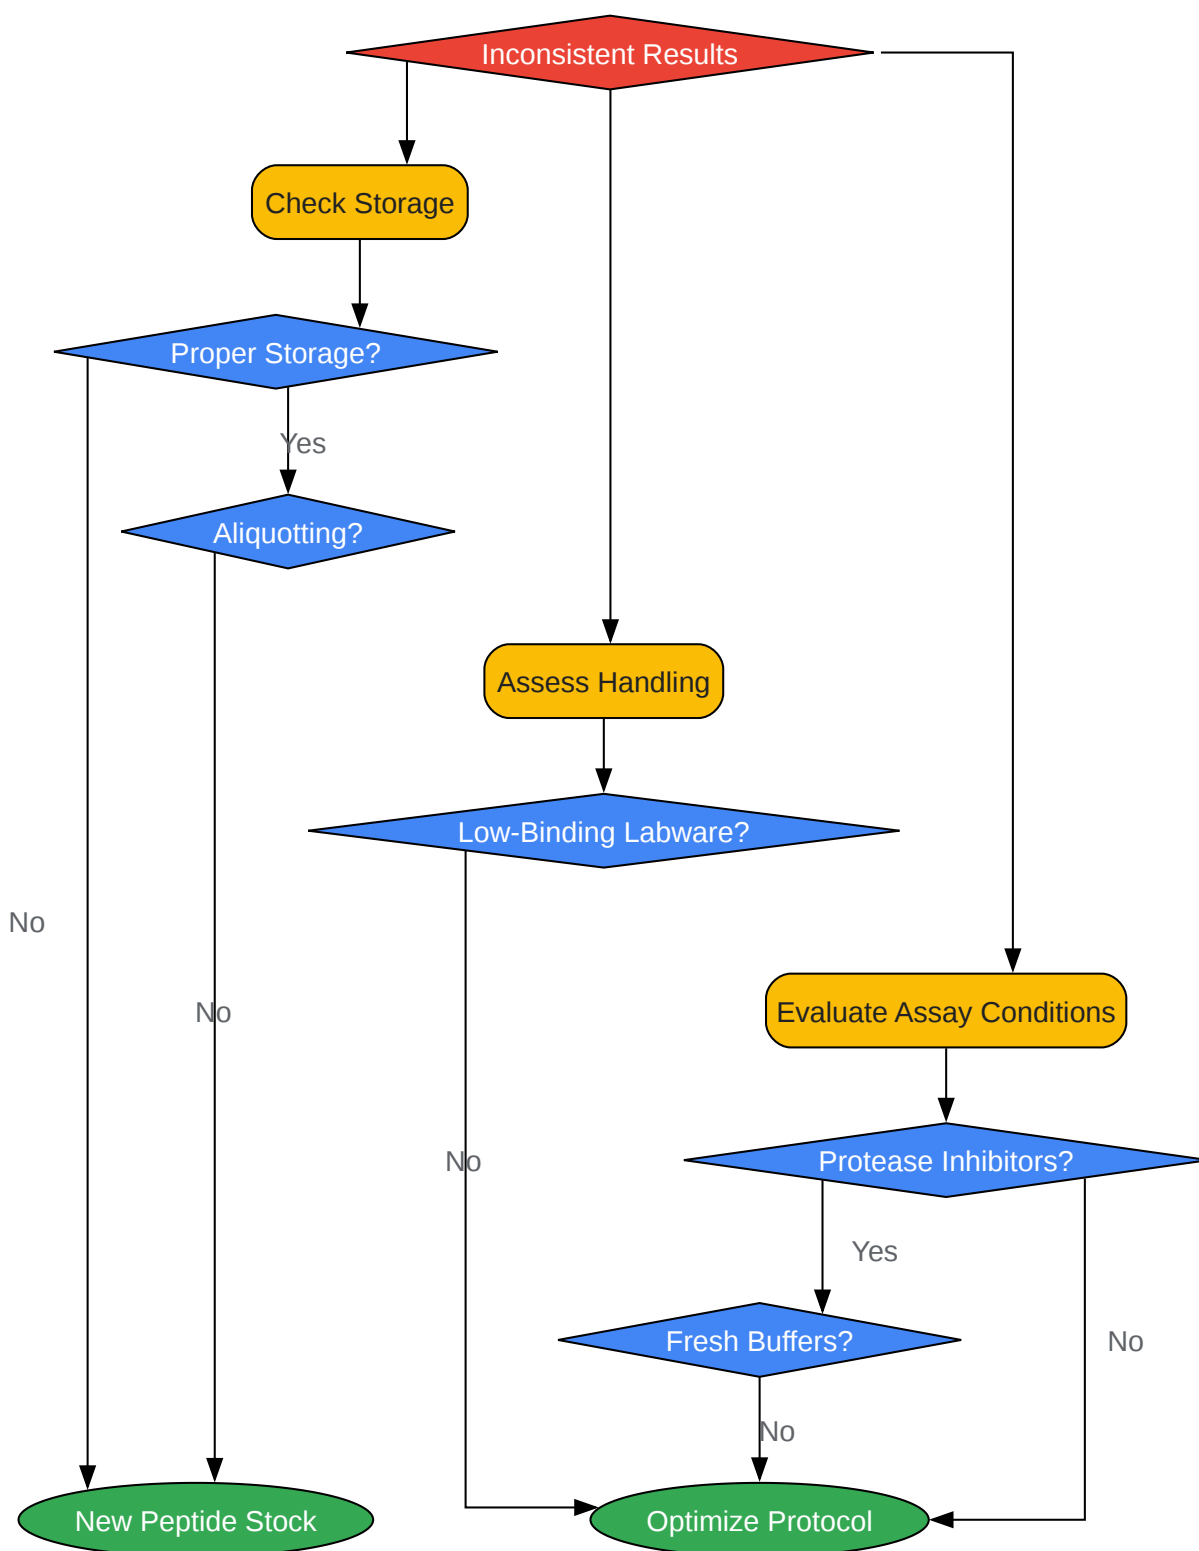 Inconsistent Results
Check Storage
Proper Storage?
Yes
Aliquotting?
Assess Handling
Low-Binding Labware?
No
Evaluate Assay Conditions
No
No
Protease Inhibitors?
Yes
Fresh Buffers?
No
No
New Peptide Stock
Optimize Protocol